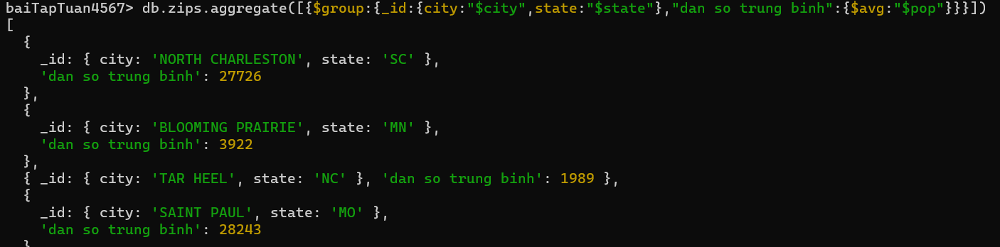 baiTapTuan4567> db.zips.aggregate([{$group:{_id:{city:"$city",state:"$state"},"dan so trung binh":{$avg:"$pop"}}}])
[
  {
    _id: { city: 'NORTH CHARLESTON', state: 'SC' },
    'dan so trung binh': 27726
  },
  {
    _id: { city: 'BLOOMING PRAIRIE', state: 'MN' },
    'dan so trung binh': 3922
  },
  { _id: { city: 'TAR HEEL', state: 'NC' }, 'dan so trung binh': 1989 },
  {
    _id: { city: 'SAINT PAUL', state: 'MO' },
    'dan so trung binh': 28243
  }